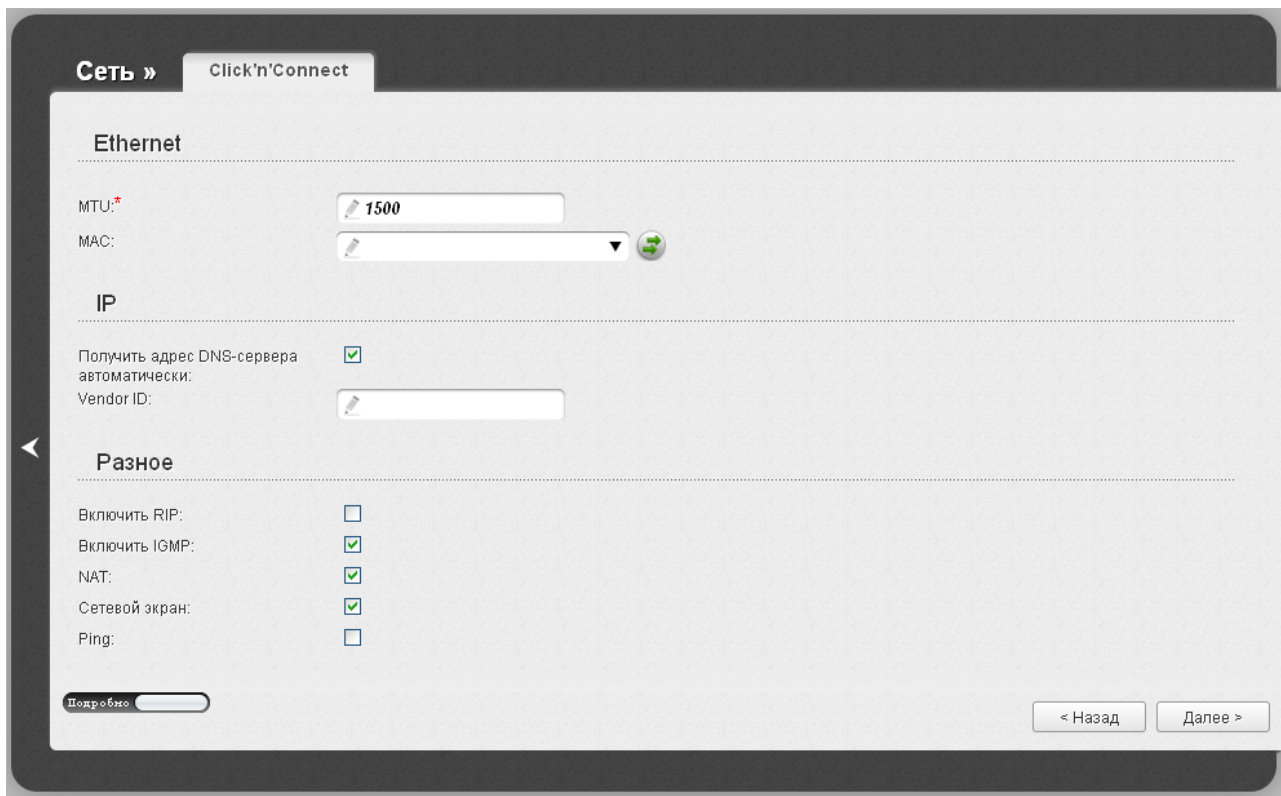 Сеть »
Click'n'Connect
Ethernet
MTU:*
1500
MAC:
IP
Получить адрес DNS-сервера
автоматически:
Vendor ID:
Разное
Включить RIP:
Включить IGMP:
NAT:
Сетевой экран:
Ping:
Подробно
< Назад
Далее >